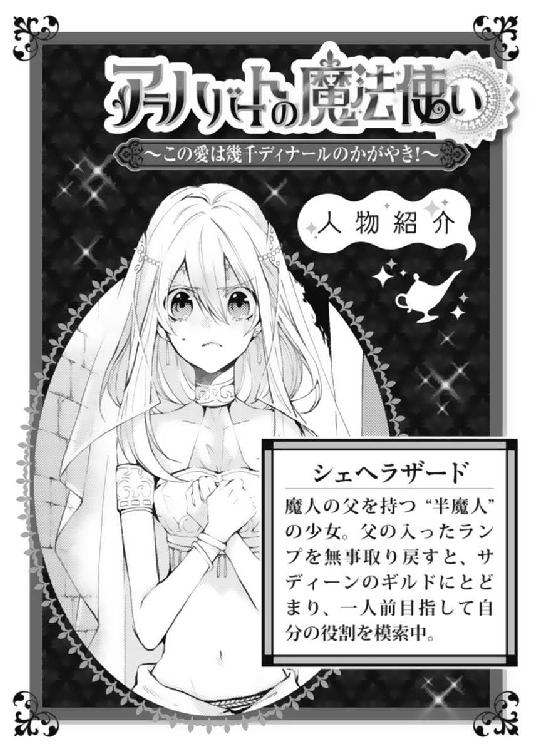 アラハバートの魔法使い
～この愛は幾千ディナールのかがやき！～
人物紹介
シェヘラザード
魔人の父を持つ“半魔人”
の少女。父の入ったラン
プを無事取り戻すと、サ
ディーンのギルドにとど
まり、一人前目指して自
分の役割を模索中。